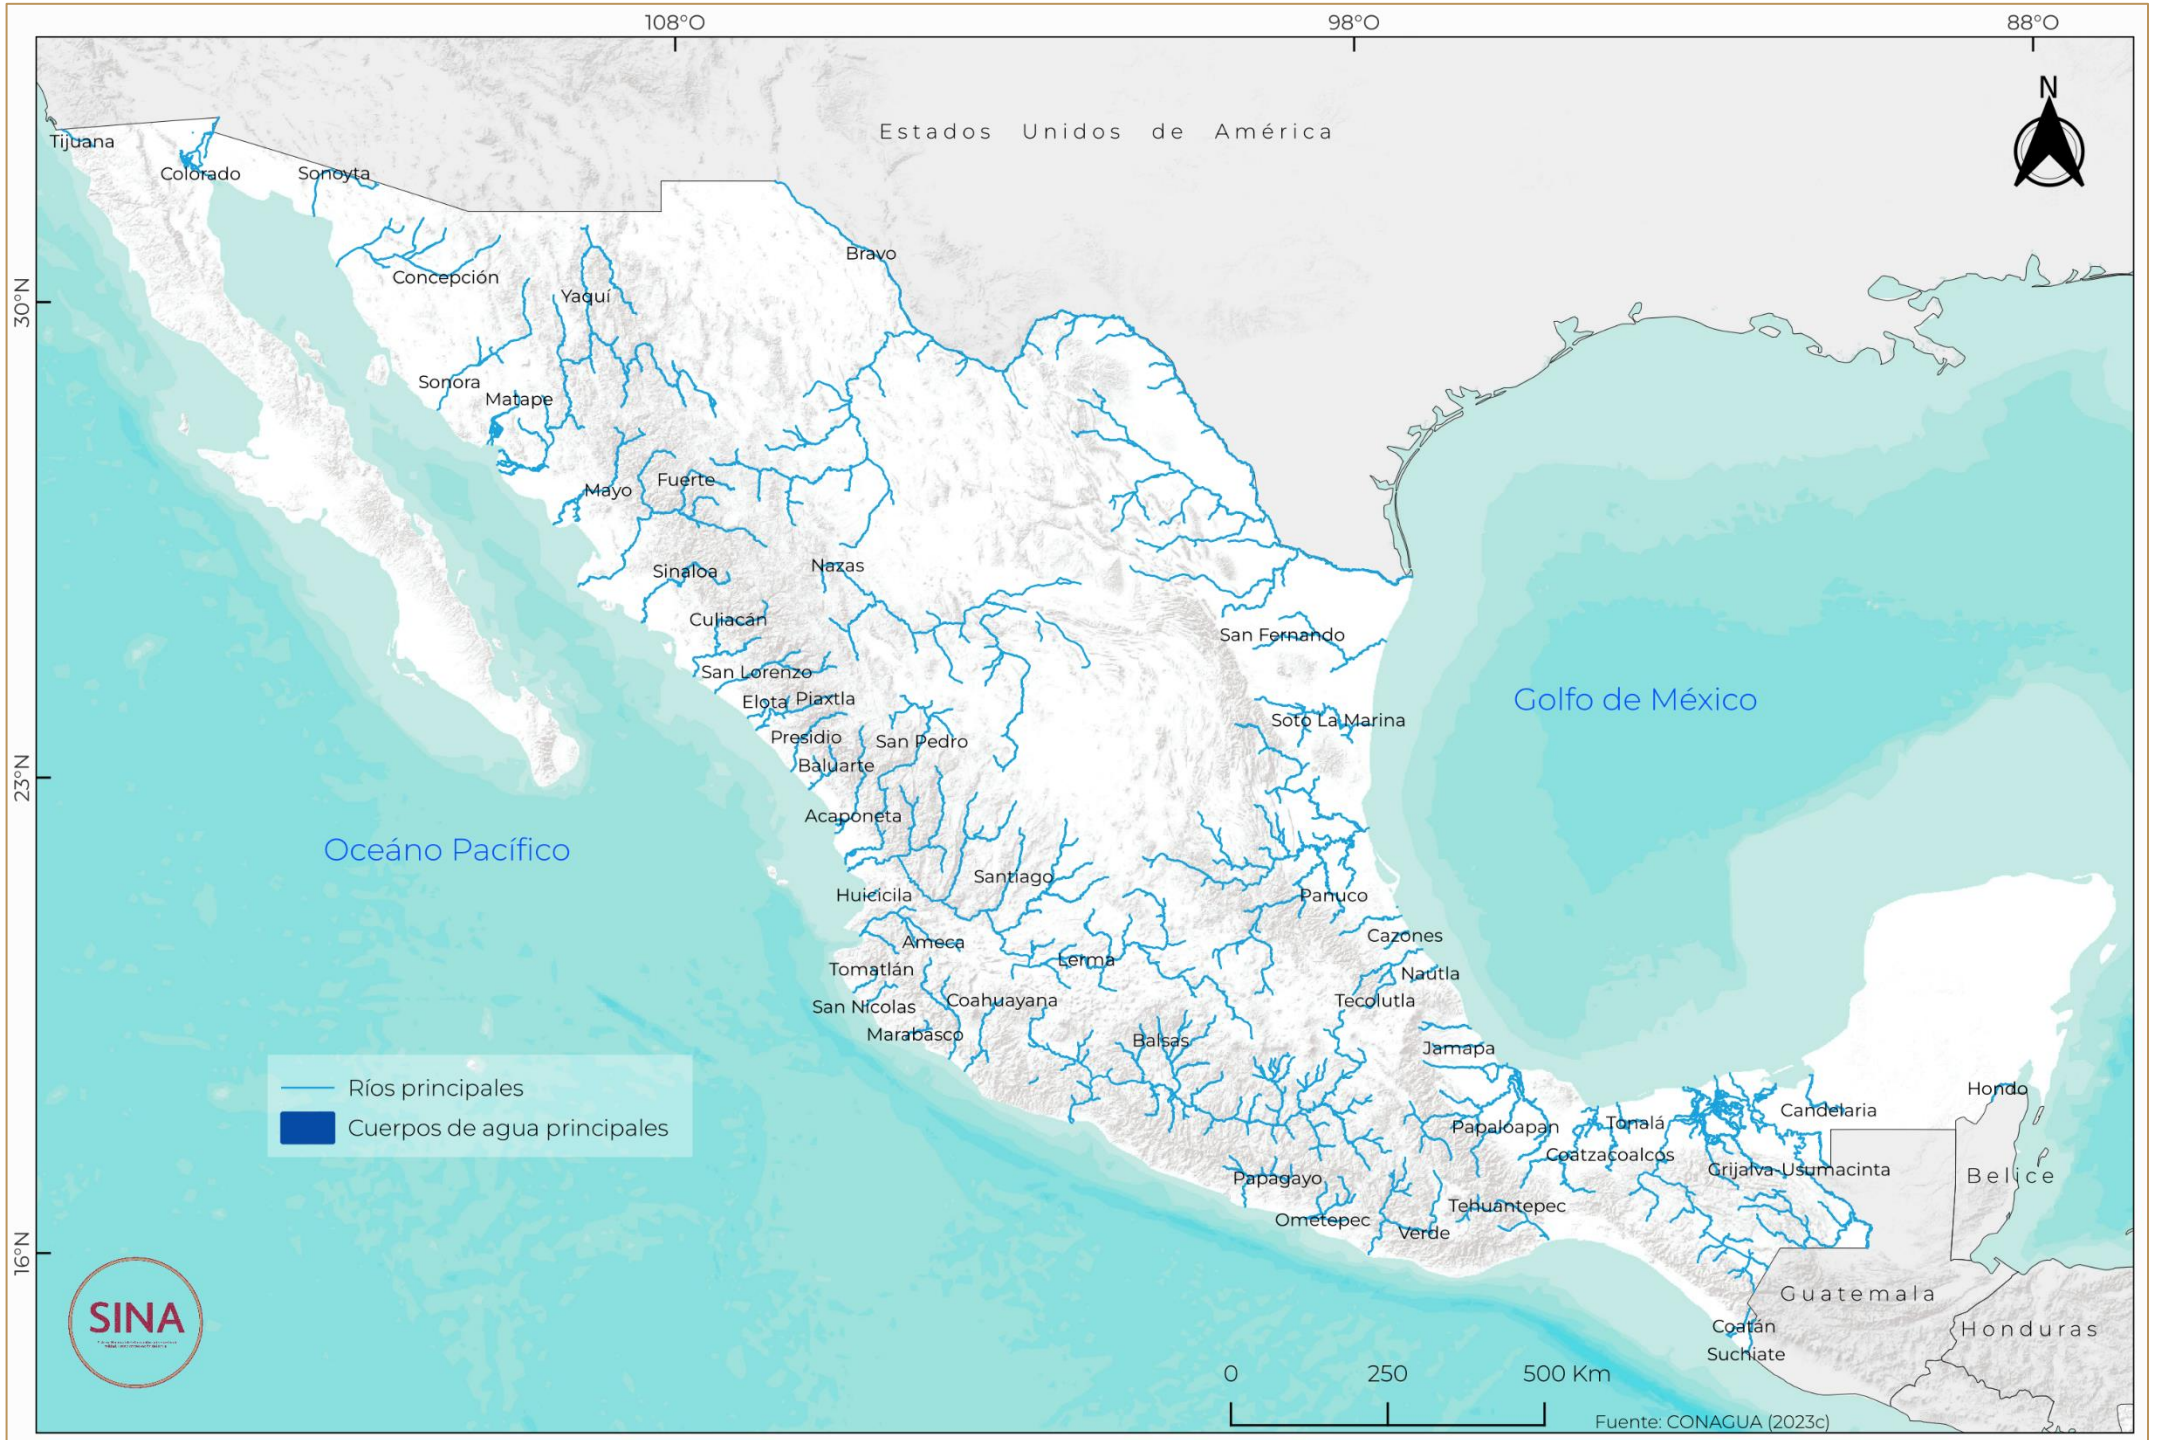 108°O
98°O
88°O
N
Estados Unidos de América
Tijuana
Colorado
Sonoyta
Bravo
Concepción
Yaquí
30°N
Sonora
Matape
Mayo
Fuerte
Nazas
Sinaloa
Culiacán
San Fernando
San Lorenzo
Elota
Piaxtla
Golfo de México
Soto La Marina
Presidio
San Pedro
Baluarte
23°N
Acaponeta
Oceáno Pacífico
Santiago
Huicicila
Panuco
Cazones
Ameca
Lerma
Tomatlán
Nautla
Coahuayana
Tecolutla
San Nicolas
Marabasco
Balsas
Jamapa
Ríos principales
Hondo
Candelaria
Cuerpos de agua principales
Tonalá
Papaloapan
Coatzacoalcos
Grijalva-Usumacinta
Belice
Papagayo
Tehuantepec
Ometepec
Verde
16°N
Guatemala
SINA
Coatán
Honduras
Suchiate
0
250
500 Km
Fuente: CONAGUA (2023c)